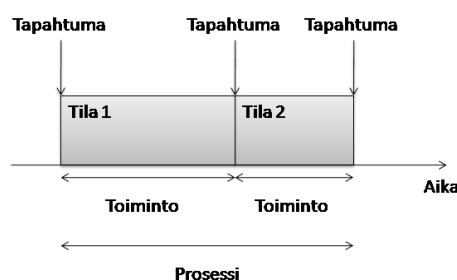 Tapahtuma Tapahtuma Tapahtuma
Tila 1 Tila 2
Aika
Toiminto Toiminto
Prosessi